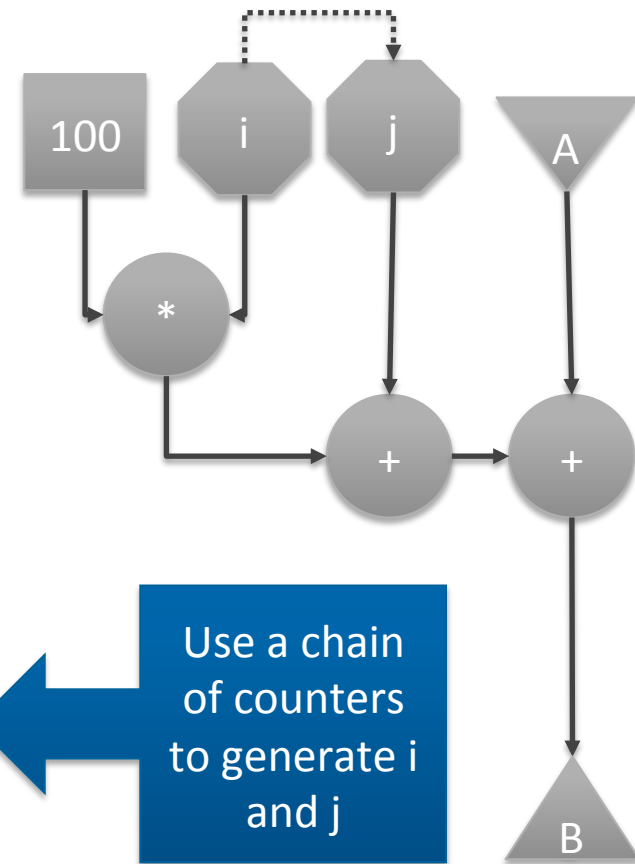 100
i
j
A
*
+
+
Use a chain
of counters
to generate i
and j
B